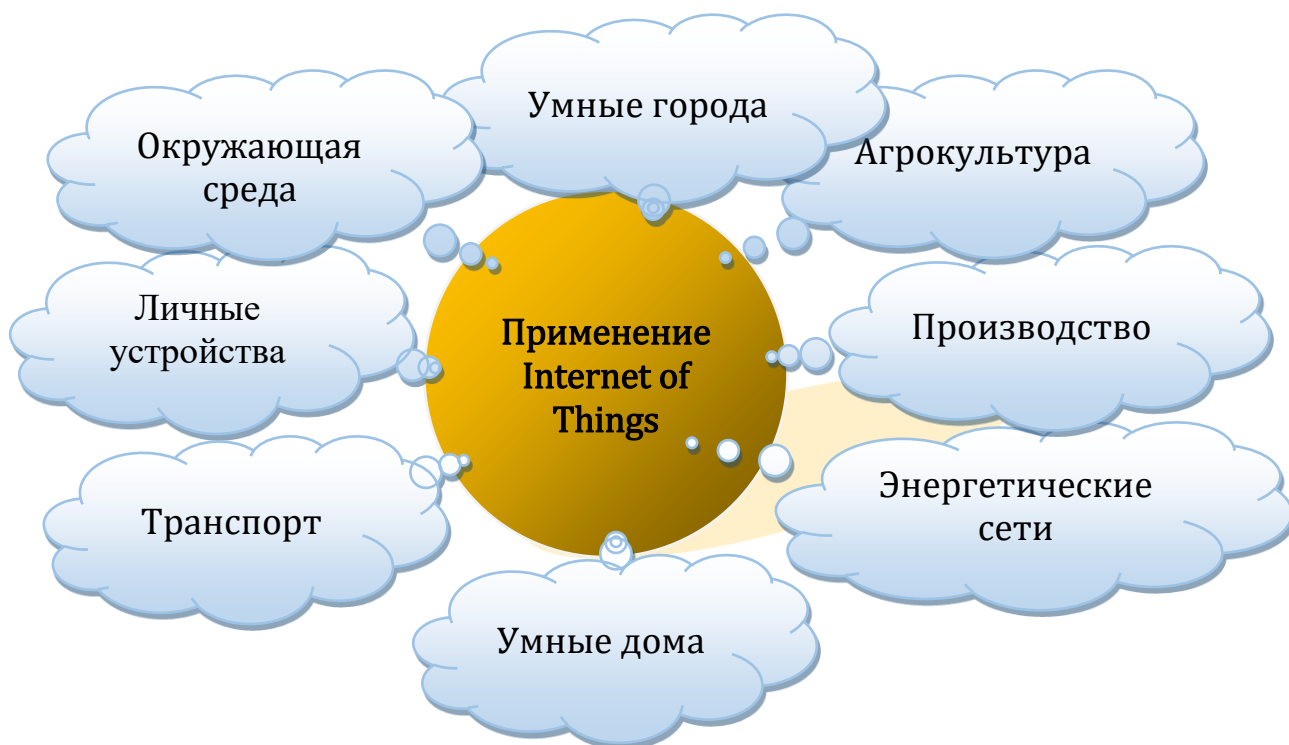 Умные города
Окружающая
среда
Агрокультура
Личные
устройства
Применение
Internet of
Things
Производство
Транспорт
Энергетические
сети
Умные дома